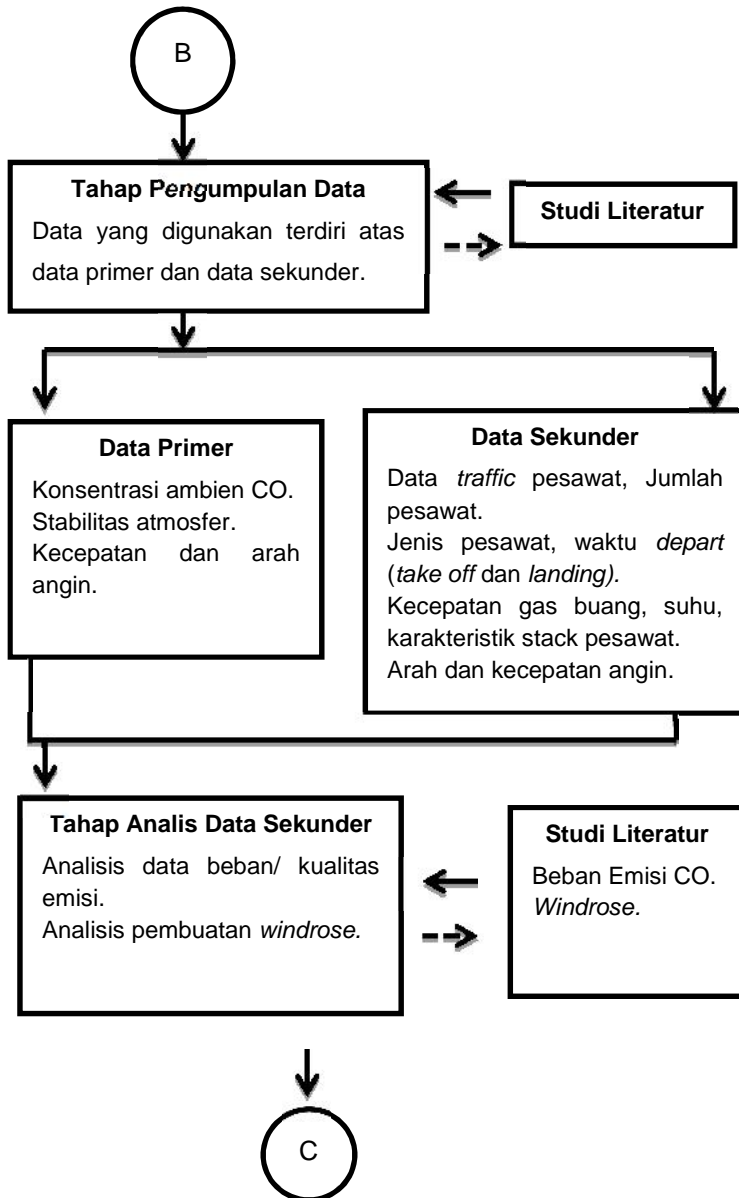 B
Tahap Pengumpulan Data
Data yang digunakan terdiri atas
data primer dan data sekunder.
Studi Literatur
Data Primer
Konsentrasi ambien CO.
Stabilitas atmosfer.
Kecepatan dan arah
angin.
Data Sekunder
Data traffic pesawat, Jumlah
pesawat.
Jenis pesawat, waktu depart
(take off dan landing).
Kecepatan gas buang, suhu,
karakteristik stack pesawat.
Arah dan kecepatan angin.
Tahap Analis Data Sekunder
Analisis data beban/ kualitas
emisi.
Analisis pembuatan windrose.
Studi Literatur
Beban Emisi CO.
Windrose.
C